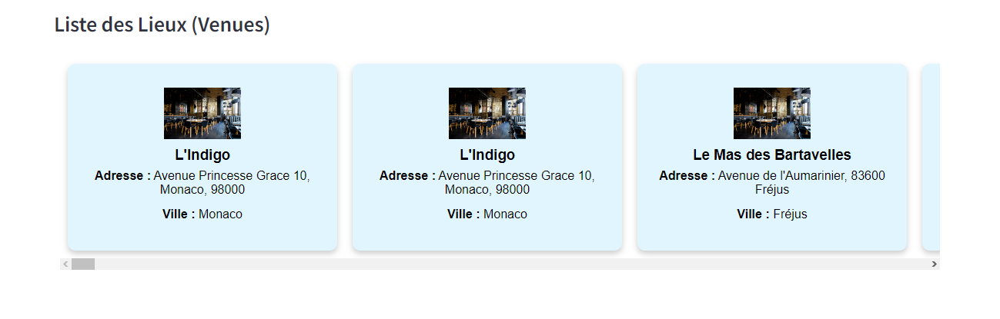 Liste des Lieux (Venues)
L'Indigo
Adresse : Avenue Princesse Grace 10,
Monaco, 98000
Ville : Monaco
L'Indigo
Adresse : Avenue Princesse Grace 10,
Monaco, 98000
Ville : Monaco
Le Mas des Bartavelles
Adresse : Avenue de l'Aumarinier, 83600
Fréjus
Ville : Fréjus